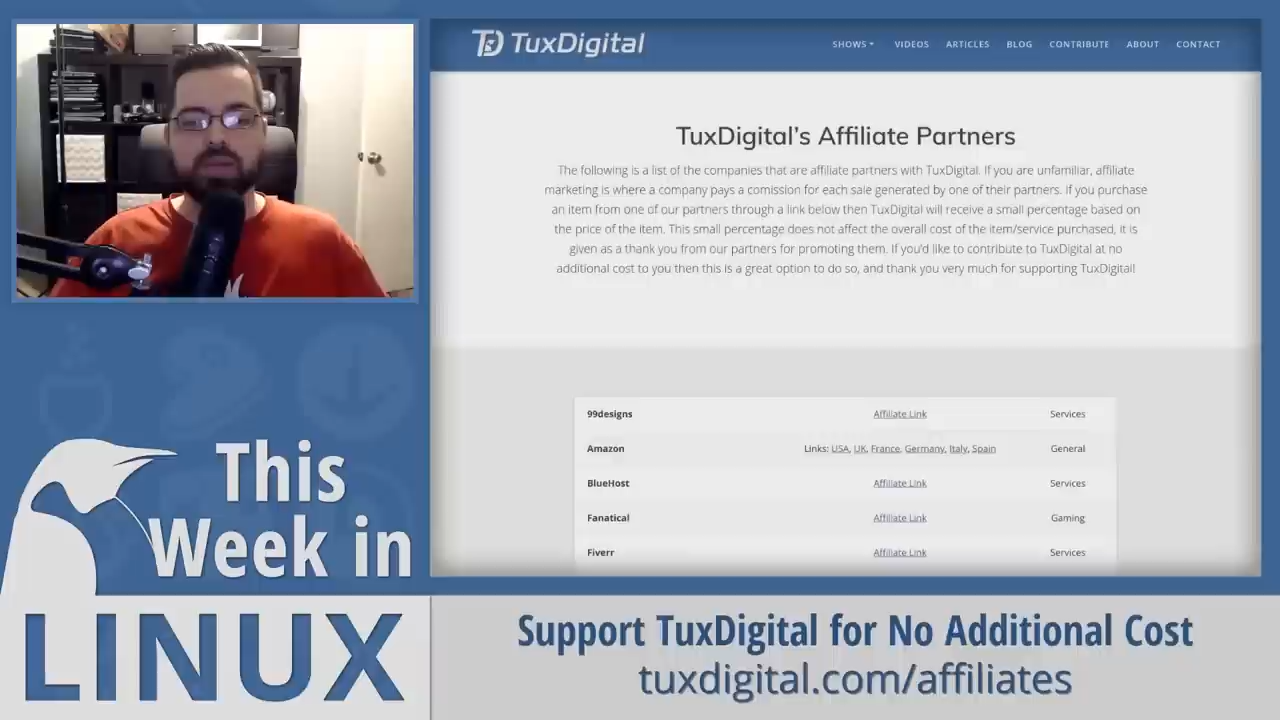 TuxDigital
SHOWS VIDEOS ARTICLES BLOG CONTRIBUTE ABOUT CONTACT
TuxDigital's Affiliate Partners
The following is a list of the companies that are affiliate partners with TuxDigital. If you are unfamiliar, affiliate
marketing is where a company pays a comission for each sale generated by one of their partners. If you purchase
an item from one of our partners through a link below then TuxDigital will receive a small percentage based on
the price of the item. This small percentage does not affect the overall cost of the item/service purchased, it is
given as a thank you from our partners for promoting them. If you'd like to contribute to TuxDigital at no
additional cost to you then this is a great option to do so, and thank you very much for supporting TuxDigital!
99designs Affiliate Link Services
Amazon Links: USA, UK, France, Germany, Italy, Spain General
BlueHost Affiliate Link Services
Fanatical Affiliate Link Gaming
Fiverr Affiliate Link Services
This
Week in
LINUX
Support TuxDigital for No Additional Cost
tuxdigital.com/affiliates